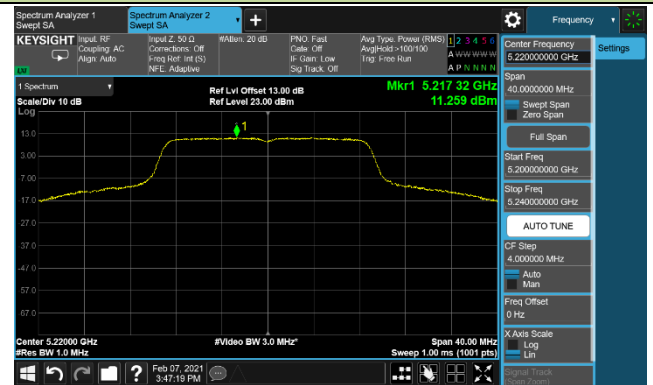 Spectrum Analyzer 1
Swept SA
Spectrum Analyzer 2
Swept SA
+
Frequency
KEYSIGHT
Input: RF
Coupling: AC
Align: Auto
Input Z: 50 Ω
Corrections: Off
Freq Ref: Int (S)
NFE: Adaptive
#Atten: 20 dB
PNO: Fast
Gate: Off
IF Gain: Low
Sig Track: Off
Avg Type: Power (RMS)
Avg|Hold:>100/100
Trig: Free Run
1 2 3 4 5 6
A W W W W W
A P N N N N
LXI
1 Spectrum
Scale/Div 10 dB
Log
Ref Lvl Offset 13.00 dB
Ref Level 23.00 dBm
Mkr1 5.217 32 GHz
11.259 dBm
1
13.0
3.00
-7.00
-17.0
-27.0
-37.0
-47.0
-57.0
-67.0
Center 5.22000 GHz
#Res BW 1.0 MHz
#Video BW 3.0 MHz*
Span 40.00 MHz
Sweep 1.00 ms (1001 pts)
Center Frequency
5.220000000 GHz
Span
40.0000000 MHz
Swept Span
Zero Span
Full Span
Start Freq
5.200000000 GHz
Stop Freq
5.240000000 GHz
AUTO TUNE
CF Step
4.000000 MHz
Auto
Man
Freq Offset
0 Hz
X Axis Scale
Log
Lin
Signal Track
(Span Zoom)
Settings
?
Feb 07, 2021
3:47:19 PM